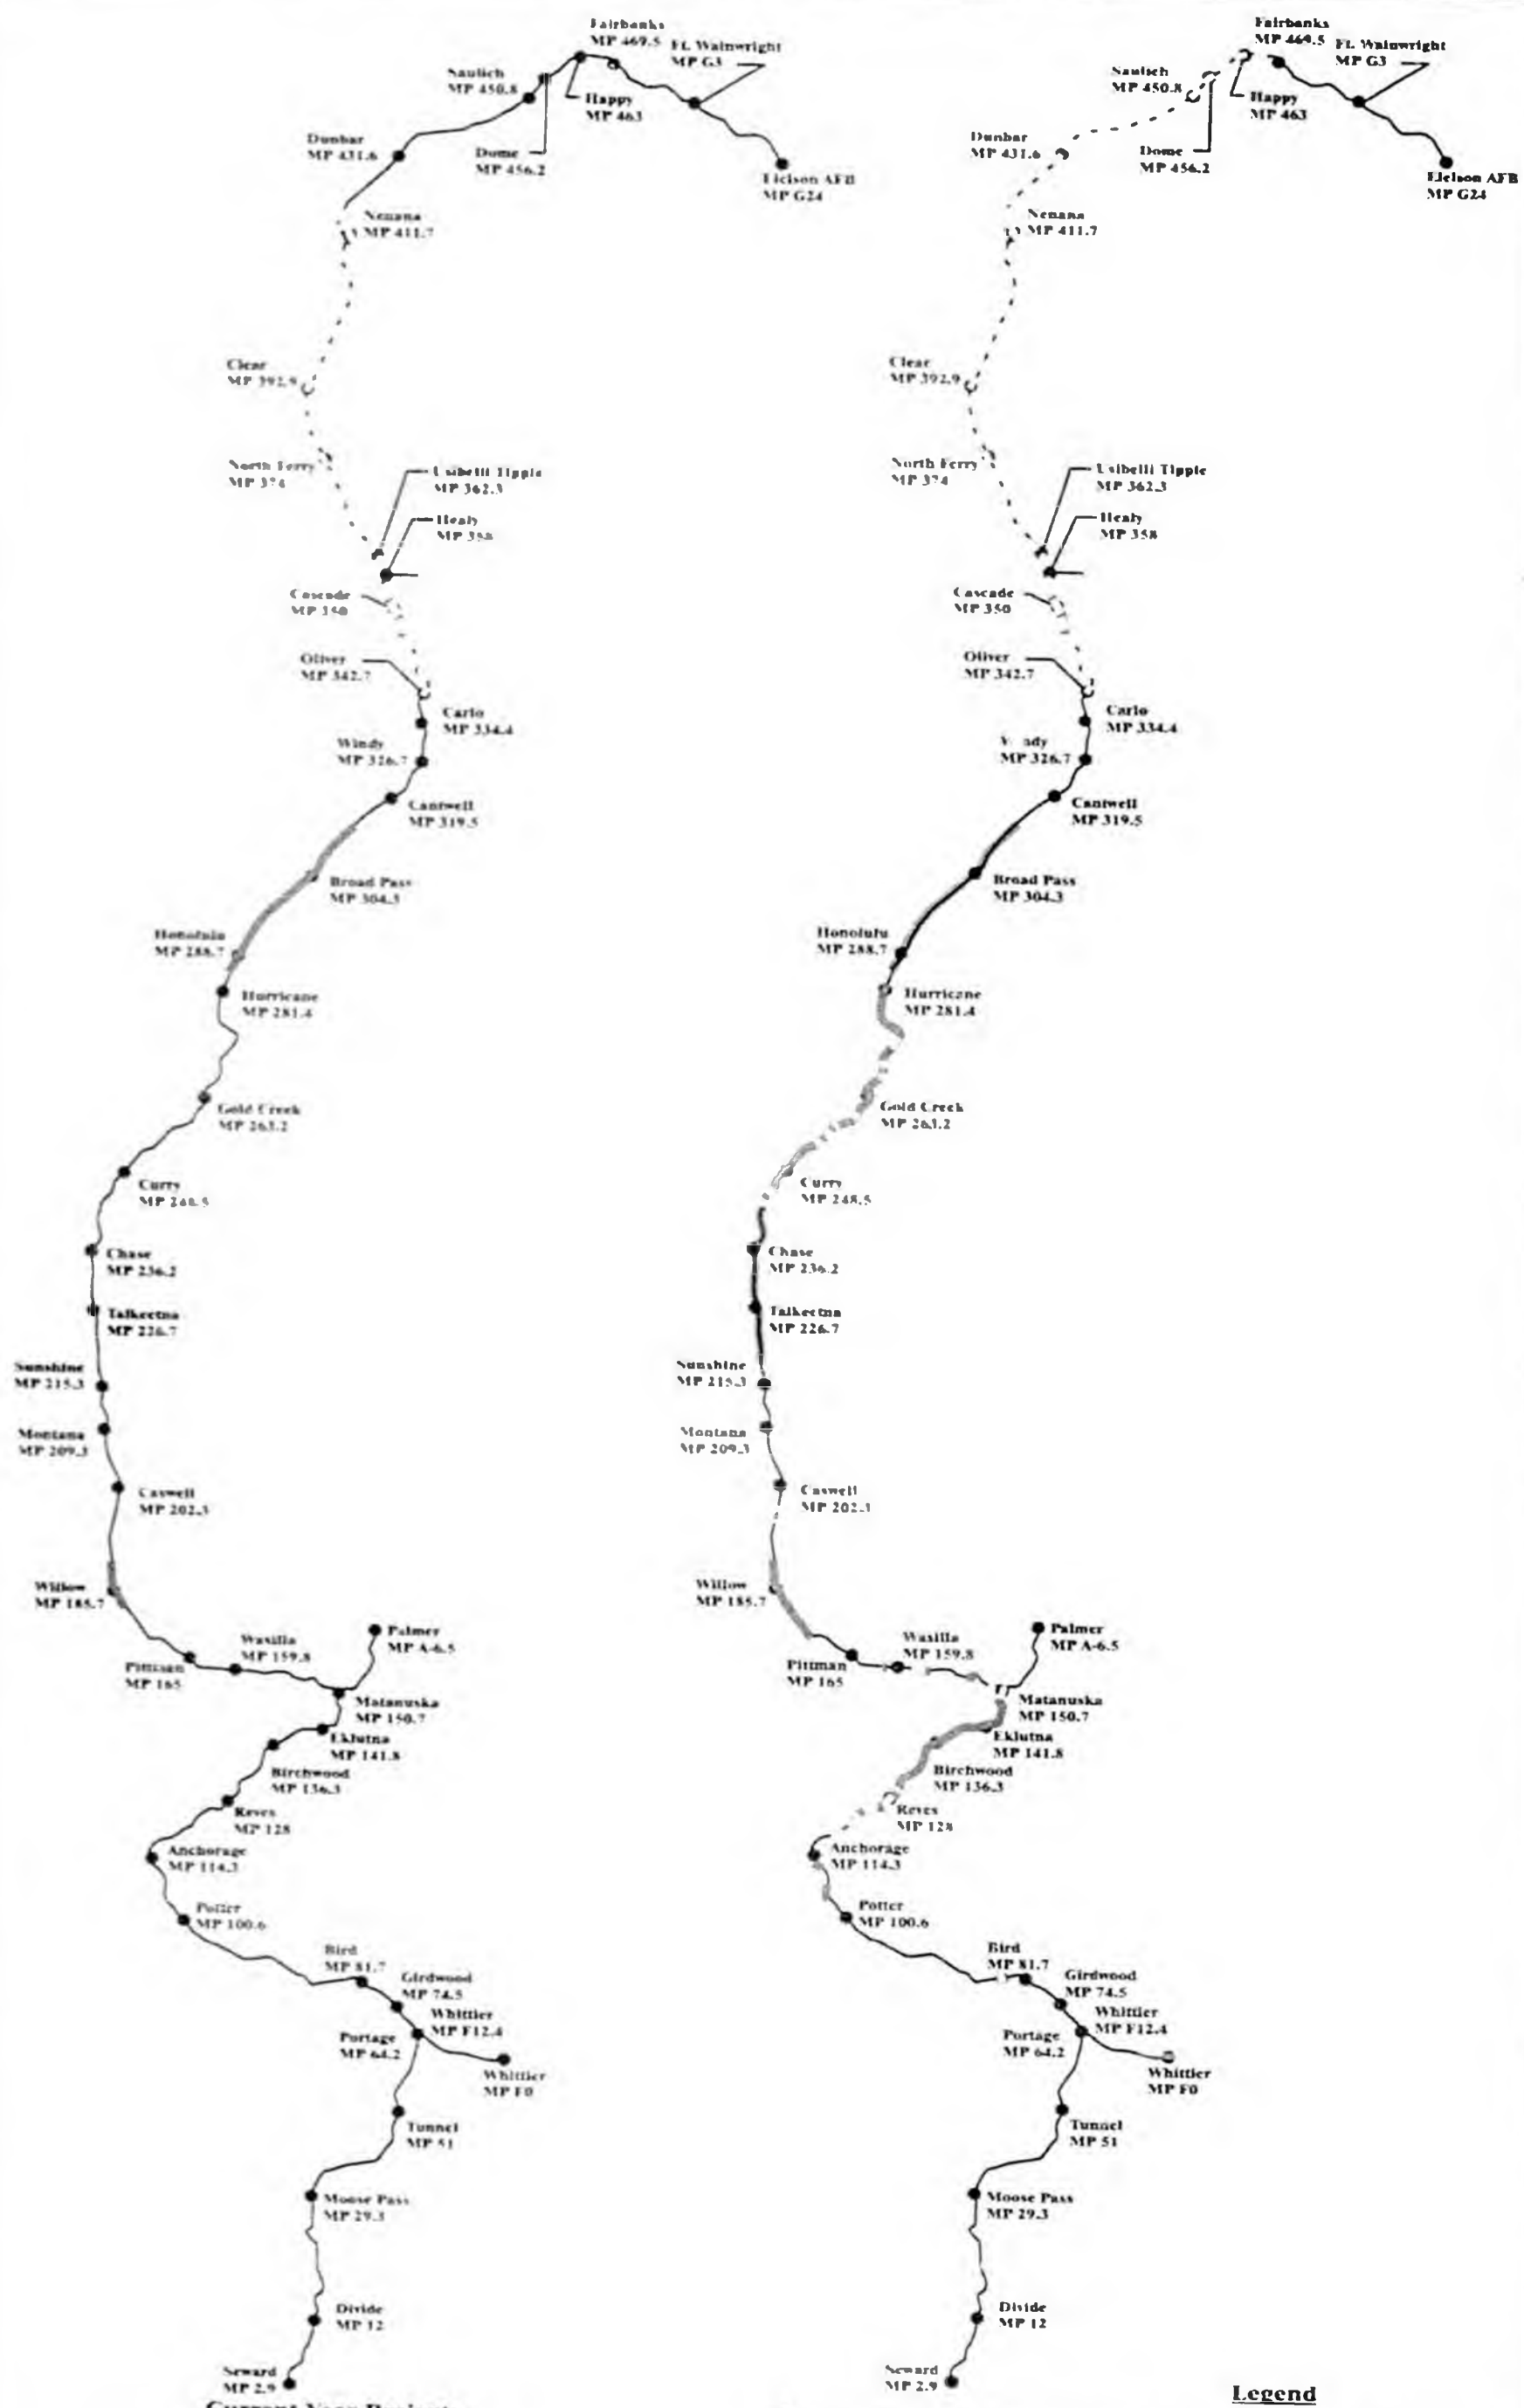 Fairbanks
MP 469.5
Ft. Wainwright
MP G3
Saulich
MP 450.8
Happy
MP 463
Dunbar
MP 431.6
Dome
MP 456.2
Eielson AFB
MP G24
Nenana
MP 411.7
Clear
MP 392.9
North Ferry
MP 374
Usibelli Tipple
MP 362.3
Healy
MP 358
Cascade
MP 350
Oliver
MP 342.7
Carlo
MP 334.4
Windy
MP 326.7
Cantwell
MP 319.5
Broad Pass
MP 304.3
Honolulu
MP 288.7
Hurricane
MP 281.4
Gold Creek
MP 263.2
Curry
MP 248.5
Chase
MP 236.2
Talkeetna
MP 226.7
Sunshine
MP 215.3
Montana
MP 209.3
Caswell
MP 202.3
Willow
MP 185.7
Palmer
MP A-6.5
Wasilla
MP 159.8
Pittman
MP 165
Matanuska
MP 150.7
Eklutna
MP 141.8
Birchwood
MP 136.3
Reves
MP 128
Anchorage
MP 114.3
Potter
MP 100.6
Bird
MP 81.7
Girdwood
MP 74.5
Whittier
MP F12.4
Portage
MP 64.2
Whittier
MP F0
Tunnel
MP 51
Moose Pass
MP 29.3
Divide
MP 12
Seward
MP 2.9
Fairbanks
MP 469.5
Ft. Wainwright
MP G3
Saulich
MP 450.8
Happy
MP 463
Dunbar
MP 431.6
Dome
MP 456.2
Eielson AFB
MP G24
Nenana
MP 411.7
Clear
MP 392.9
North Ferry
MP 374
Usibelli Tipple
MP 362.3
Healy
MP 358
Cascade
MP 350
Oliver
MP 342.7
Carlo
MP 334.4
MP 326.7
Cantwell
MP 319.5
Broad Pass
MP 304.3
Honolulu
MP 288.7
Hurricane
MP 281.4
Gold Creek
MP 263.2
Curry
MP 248.5
Chase
MP 236.2
Talkeetna
MP 226.7
Sunshine
MP 215.3
Montana
MP 209.3
Caswell
MP 202.3
Willow
MP 185.7
Palmer
MP A-6.5
Wasilla
MP 159.8
Pittman
MP 165
Matanuska
MP 150.7
Eklutna
MP 141.8
Birchwood
MP 136.3
Reves
MP 128
Anchorage
MP 114.3
Potter
MP 100.6
Bird
MP 81.7
Girdwood
MP 74.5
Whittier
MP F12.4
Portage
MP 64.2
Whittier
MP F0
Tunnel
MP 51
Moose Pass
MP 29.3
Divide
MP 12
Seward
MP 2.9
Legend